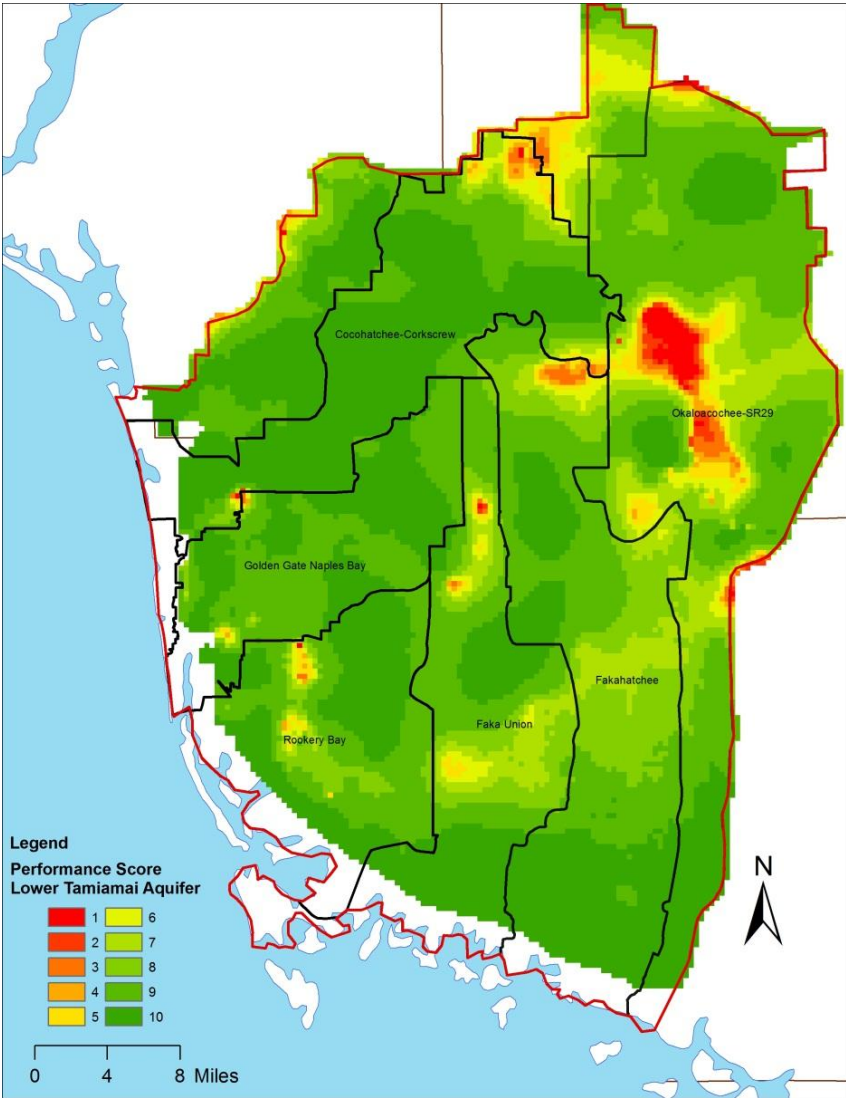 Cocohatchee-Corkscrew
Okaloacochee-SR29
Golden Gate Naples Bay
Fakahatchee
Faka Union
Rookery Bay
Legend
Performance Score
Lower Tamiamai Aquifer
1 6
2 7
3 8
4 9
5 10
0 4 8 Miles
N